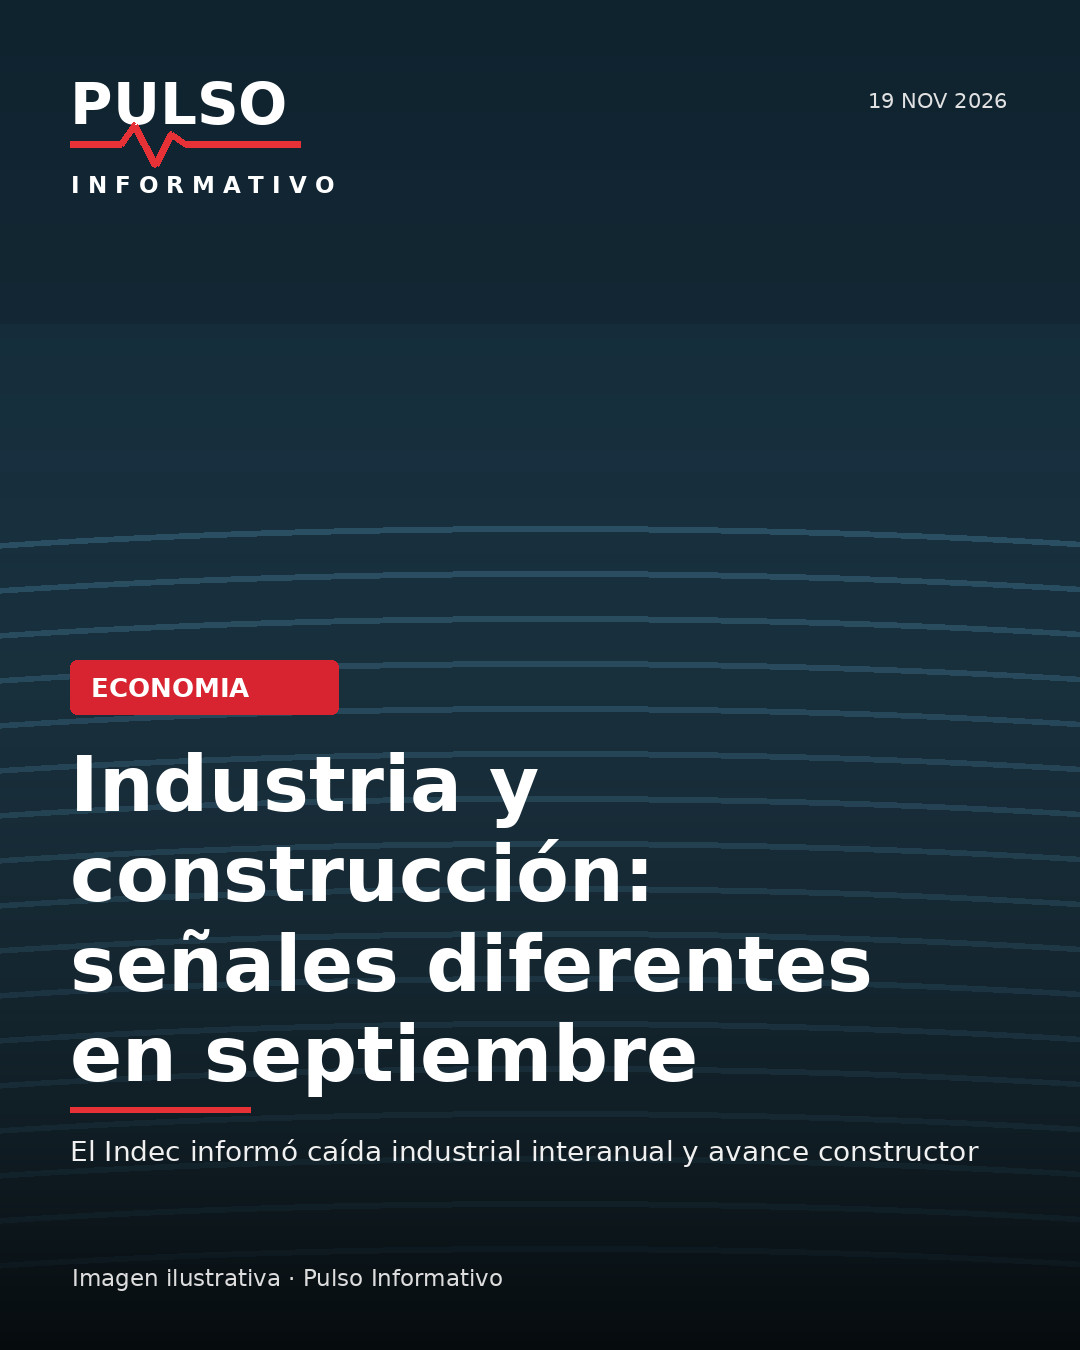 PULSO
INFORMATIVO
19 NOV 2026
ECONOMIA
Industria y
construcción:
señales diferentes
en septiembre
El Indec informó caída industrial interanual y avance constructor
Imagen ilustrativa · Pulso Informativo